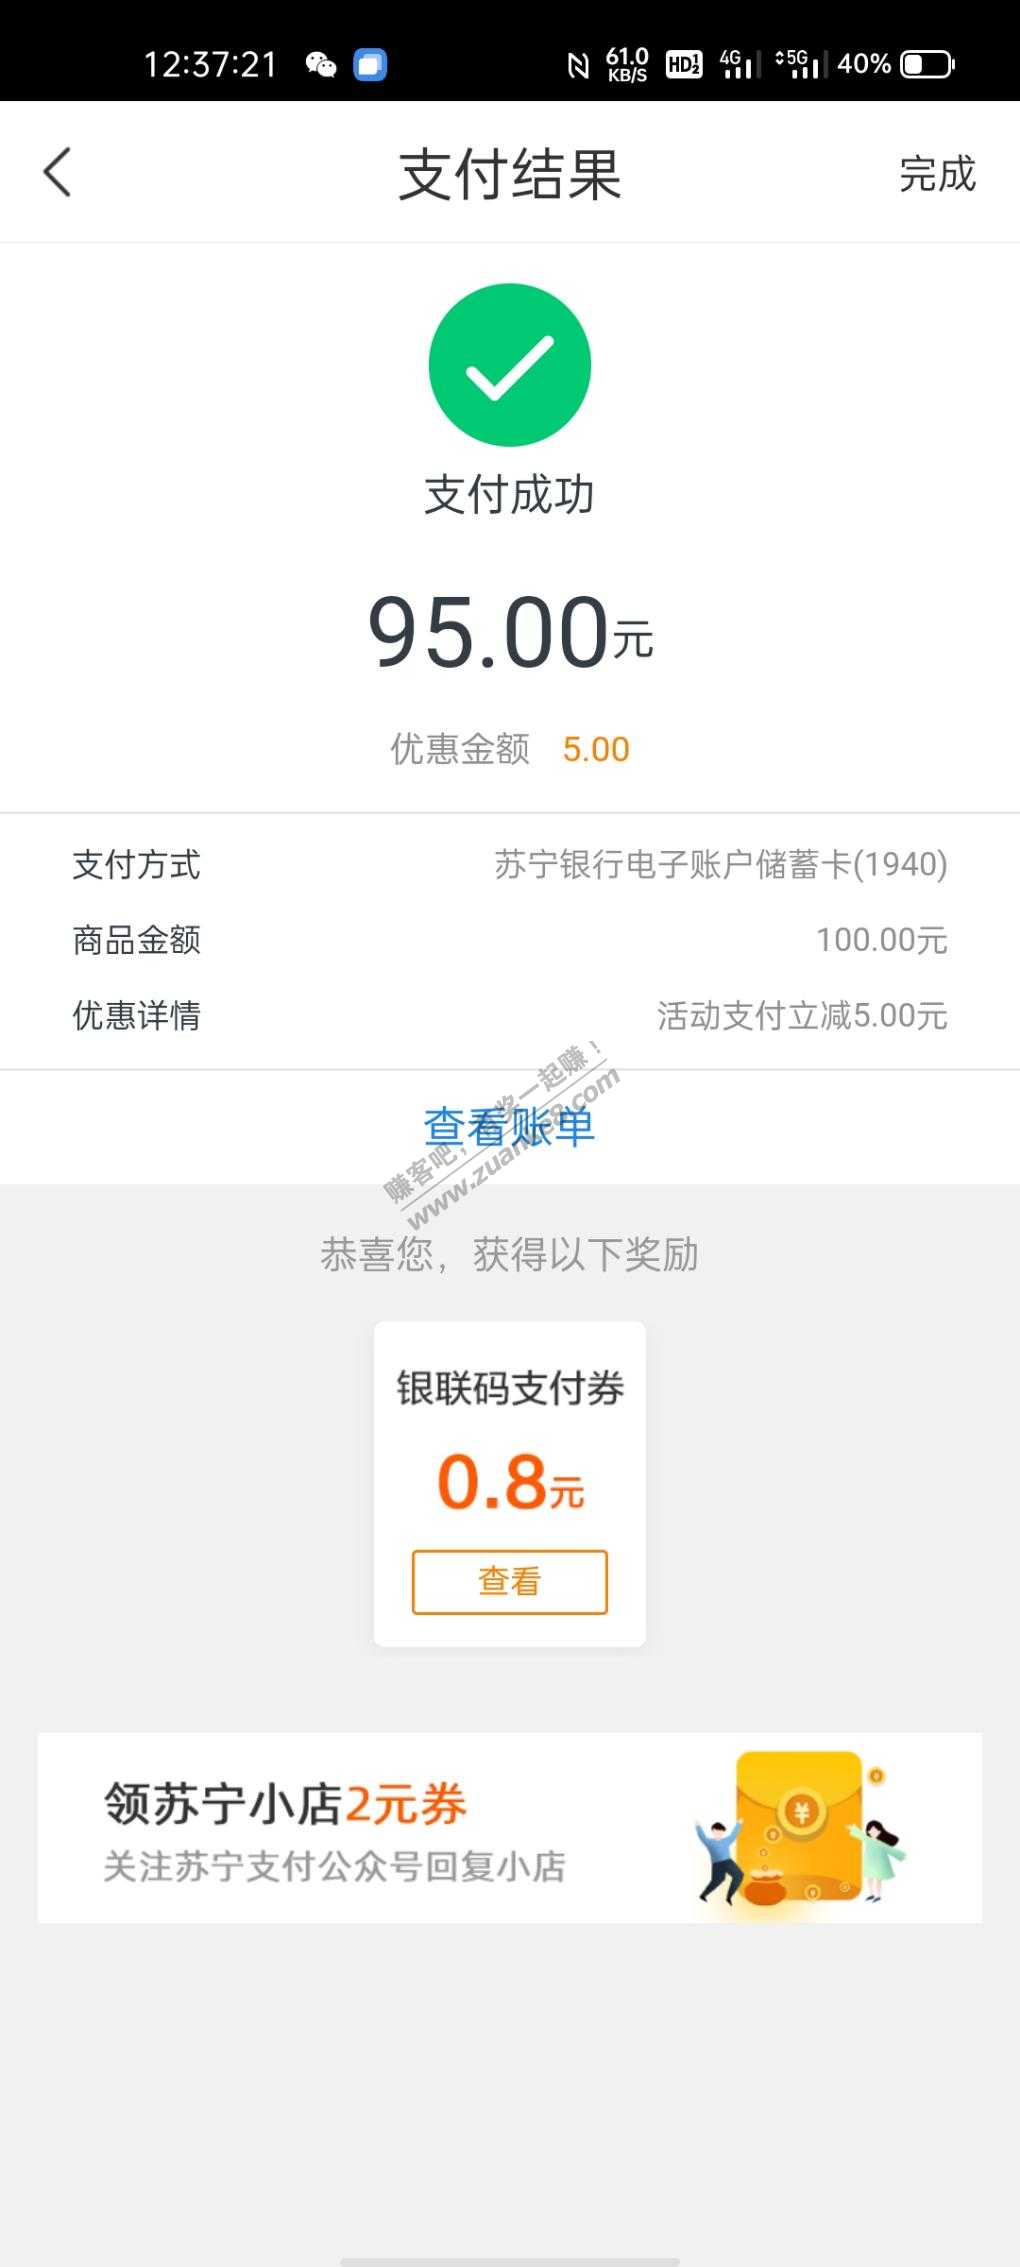 12:37:21 61.0 KB/S HD 1 2 4G 5G 40%
支付结果 完成
支付成功
95.00元
优惠金额 5.00
支付方式 苏宁银行电子账户储蓄卡(1940)
商品金额 100.00元
优惠详情 活动支付立减5.00元
查看账单
赚客吧，有奖一起赚！
www.zuanke8.com
恭喜您，获得以下奖励
银联码支付券
0.8元
查看
领苏宁小店2元券
关注苏宁支付公众号回复小店